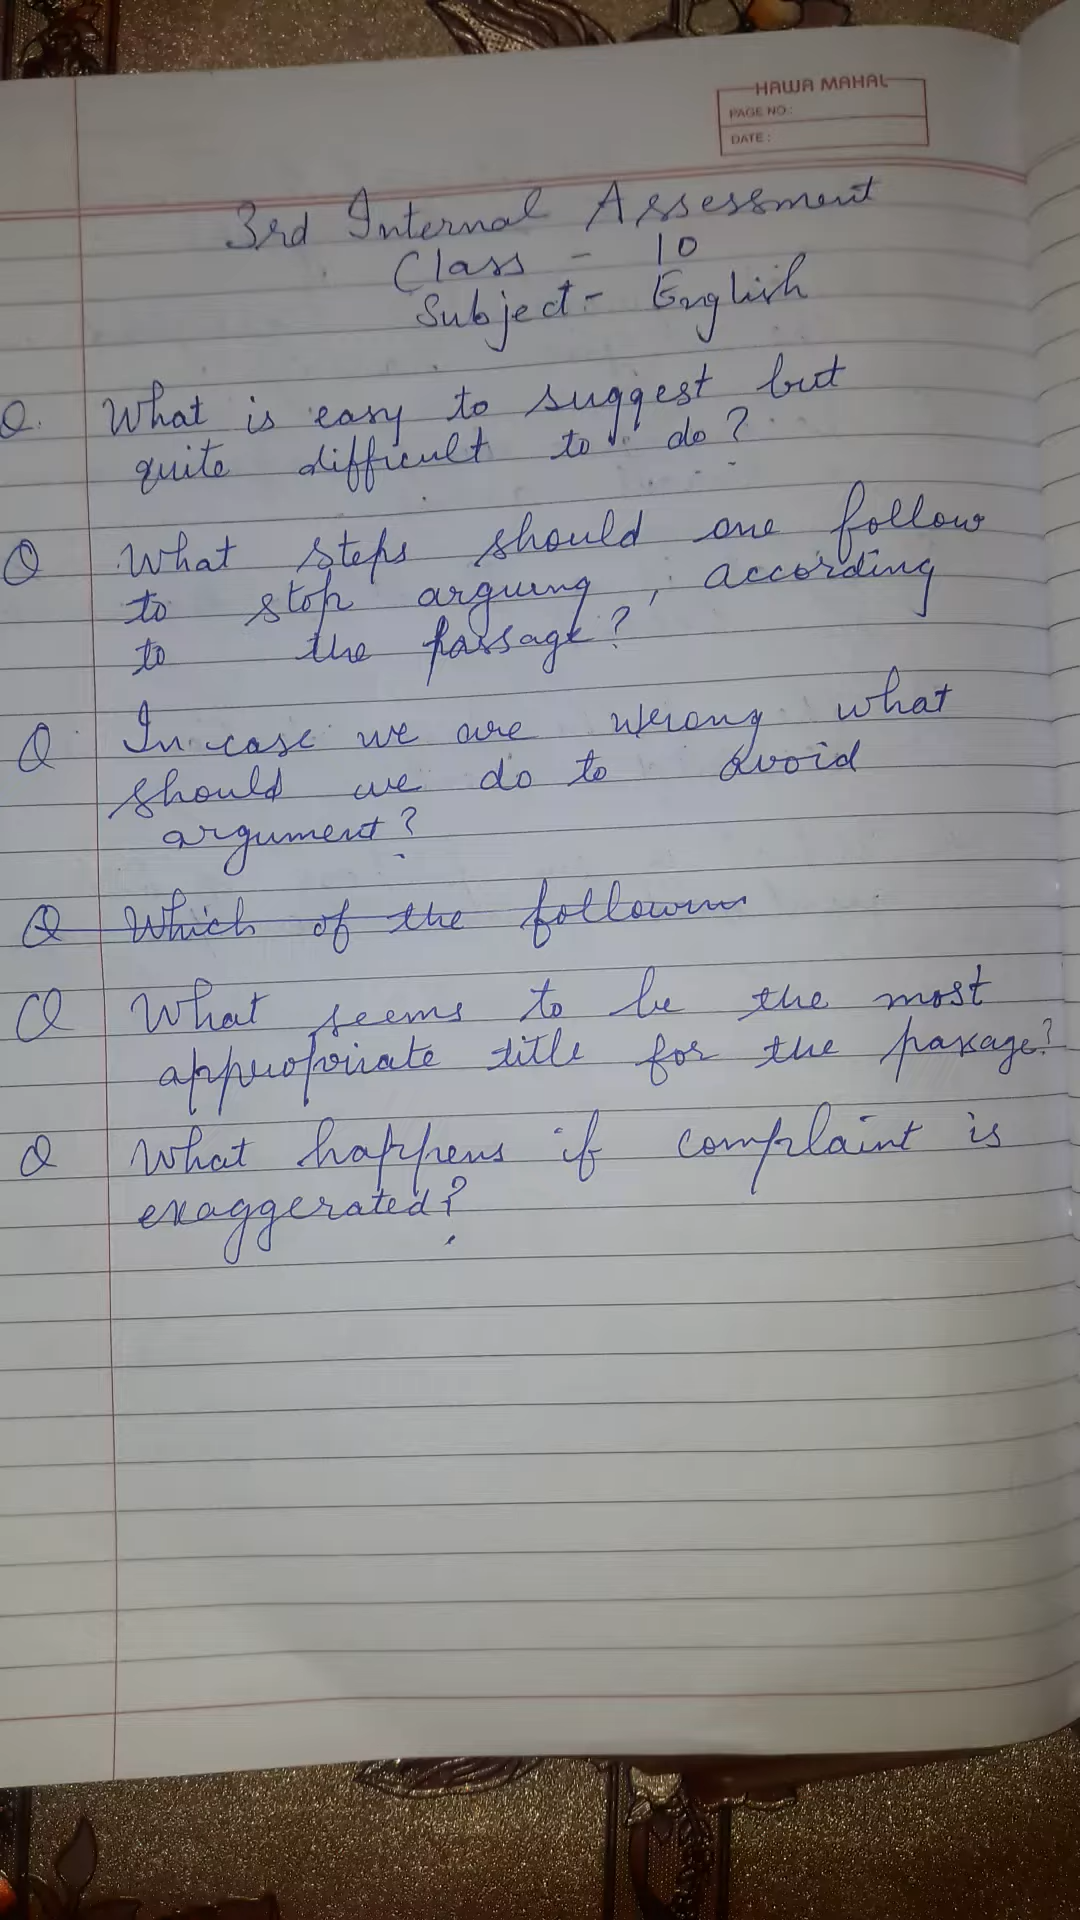 HAWA MAHAL
PAGE NO.:
DATE:
3rd Internal Assessment
Class - 10
Subject:- English
Q. What is easy to suggest but
quite difficult to do?
Q What steps should one follow
to stop arguing, according
to the passage?
Q In case we are wrong what
should we do to avoid
argument?
Q Which of the followin
Q What seems to be the most
appropriate title for the passage?
Q What happens if complaint is
exaggerated?